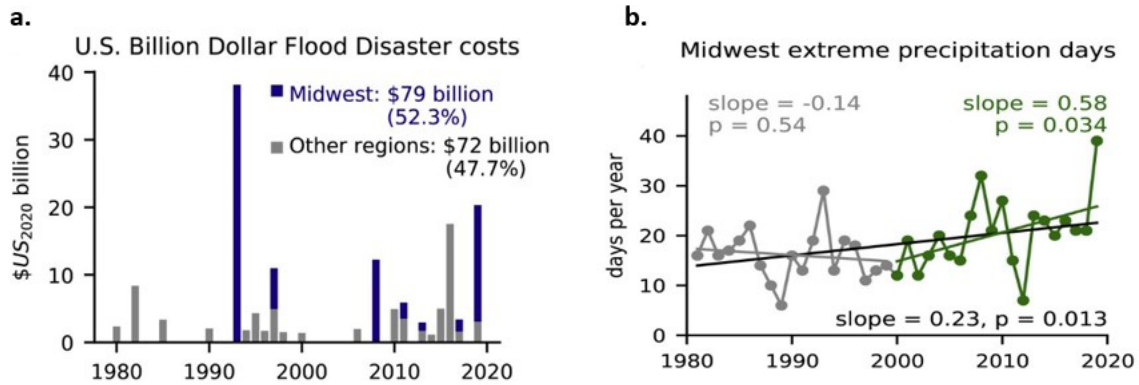 a.
U.S. Billion Dollar Flood Disaster costs
$US2020 billion
40
30
20
10
0
Midwest: $79 billion
(52.3%)
Other regions: $72 billion
(47.7%)
1980
1990
2000
2010
2020
b.
Midwest extreme precipitation days
days per year
40
30
20
10
0
slope = -0.14
p = 0.54
slope = 0.58
p = 0.034
slope = 0.23, p = 0.013
1980
1990
2000
2010
2020